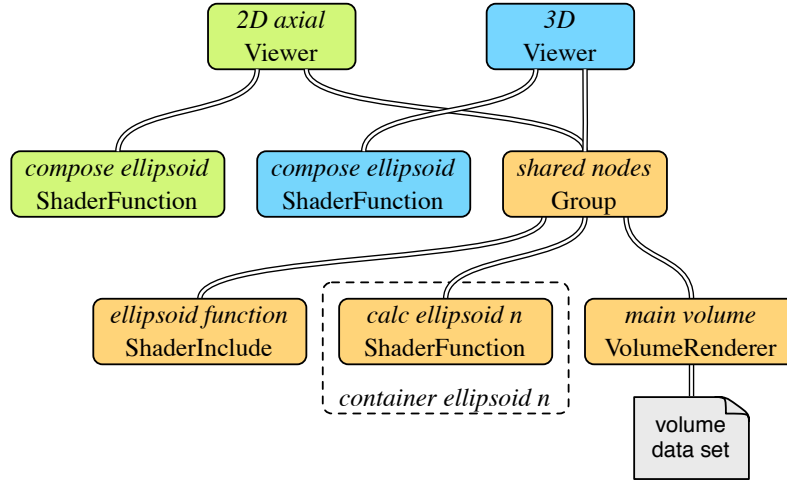 2D axial
Viewer
3D
Viewer
compose ellipsoid
ShaderFunction
compose ellipsoid
ShaderFunction
shared nodes
Group
ellipsoid function
ShaderInclude
calc ellipsoid n
ShaderFunction
main volume
VolumeRenderer
container ellipsoid n
volume
data set